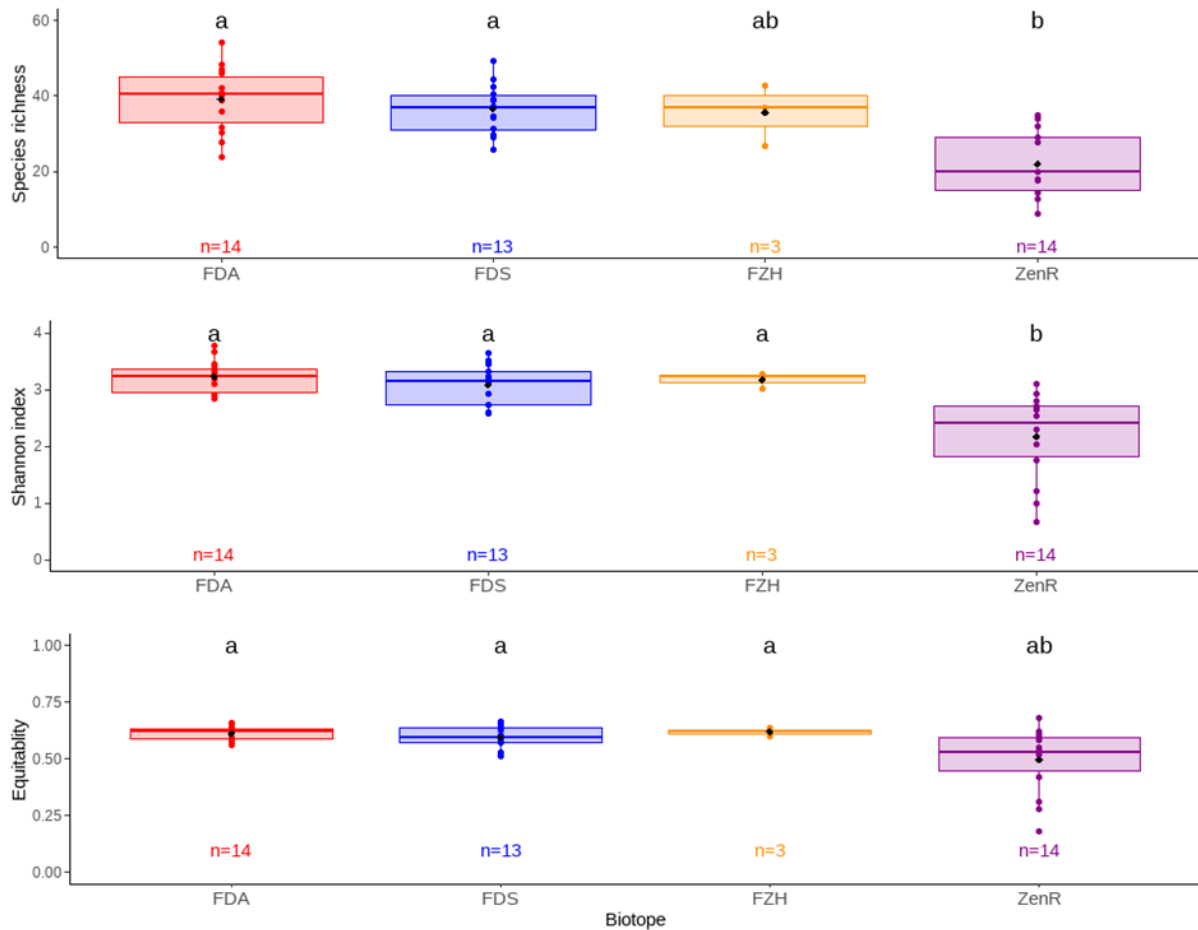 60
40
20
0
Species richness
a a ab b
n=14 n=13 n=3 n=14
FDA FDS FZH ZenR
4
3
2
1
0
Shannon index
a a a b
n=14 n=13 n=3 n=14
FDA FDS FZH ZenR
1.00
0.75
0.50
0.25
0.00
Equitablity
a a a ab
n=14 n=13 n=3 n=14
FDA FDS FZH ZenR
Biotope